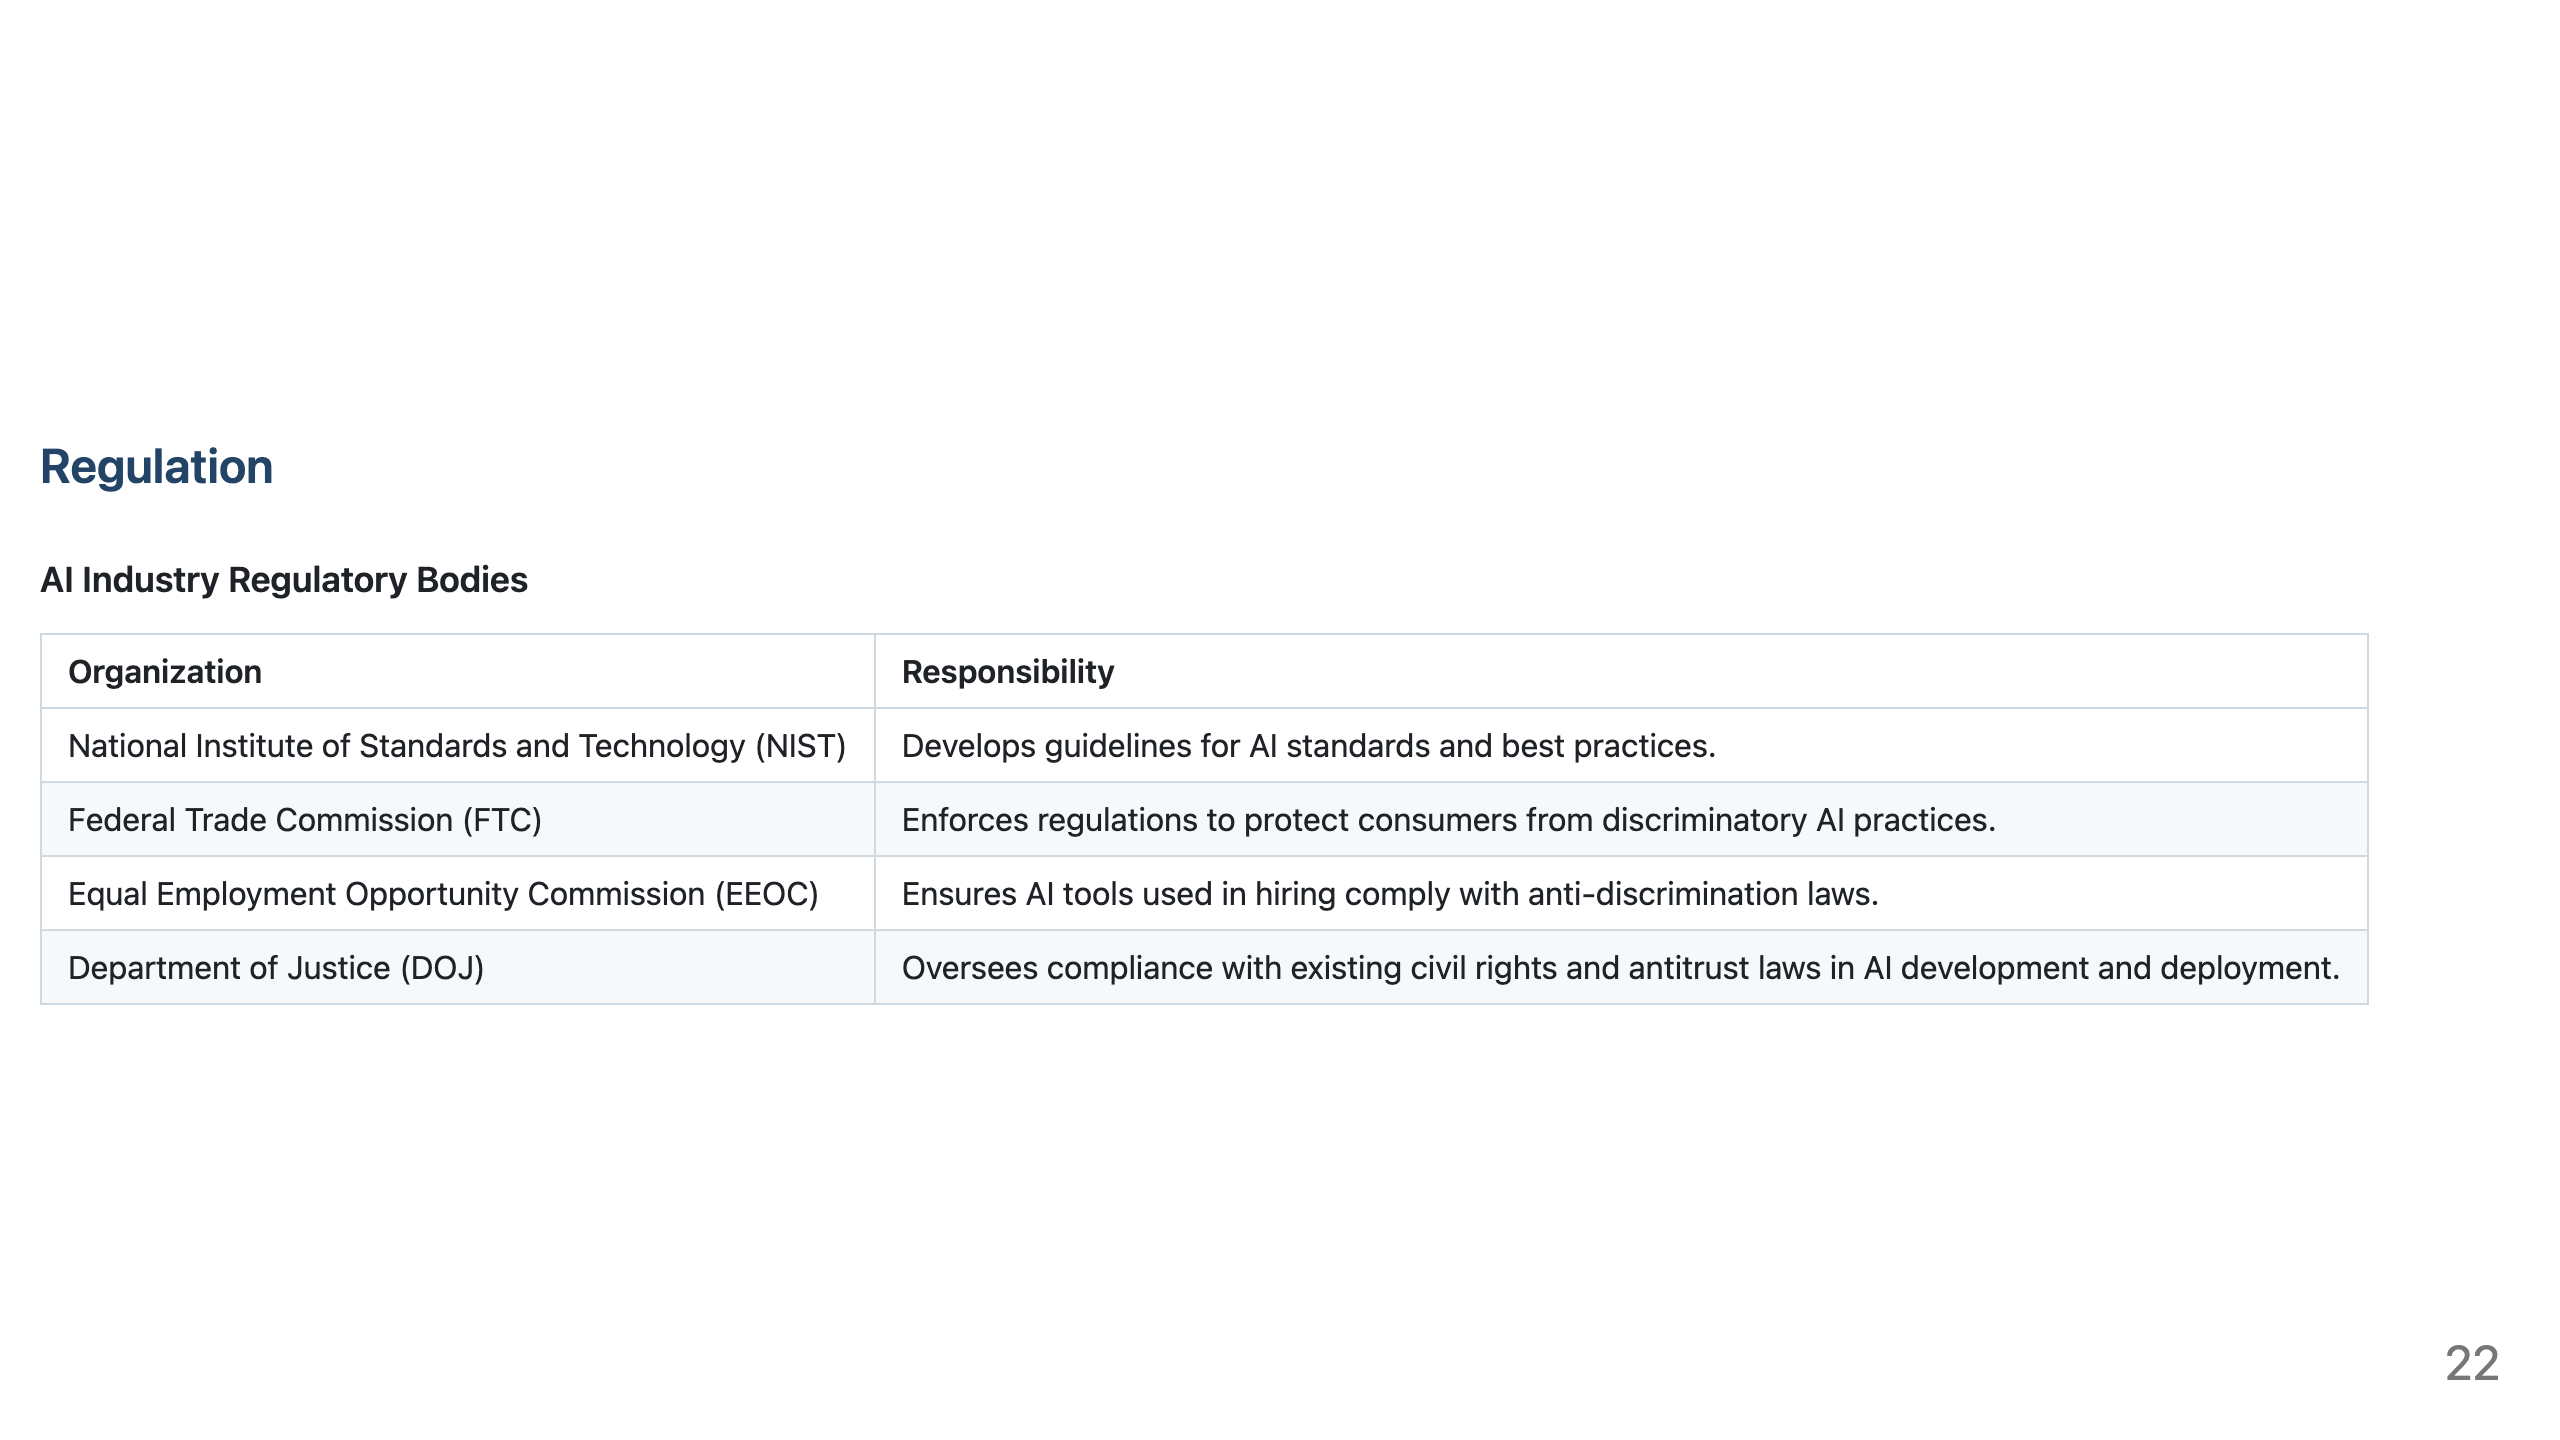 Regulation
AI Industry Regulatory Bodies
Organization Responsibility
National Institute of Standards and Technology (NIST) Develops guidelines for AI standards and best practices.
Federal Trade Commission (FTC) Enforces regulations to protect consumers from discriminatory AI practices.
Equal Employment Opportunity Commission (EEOC) Ensures AI tools used in hiring comply with anti-discrimination laws.
Department of Justice (DOJ) Oversees compliance with existing civil rights and antitrust laws in AI development and deployment.
22